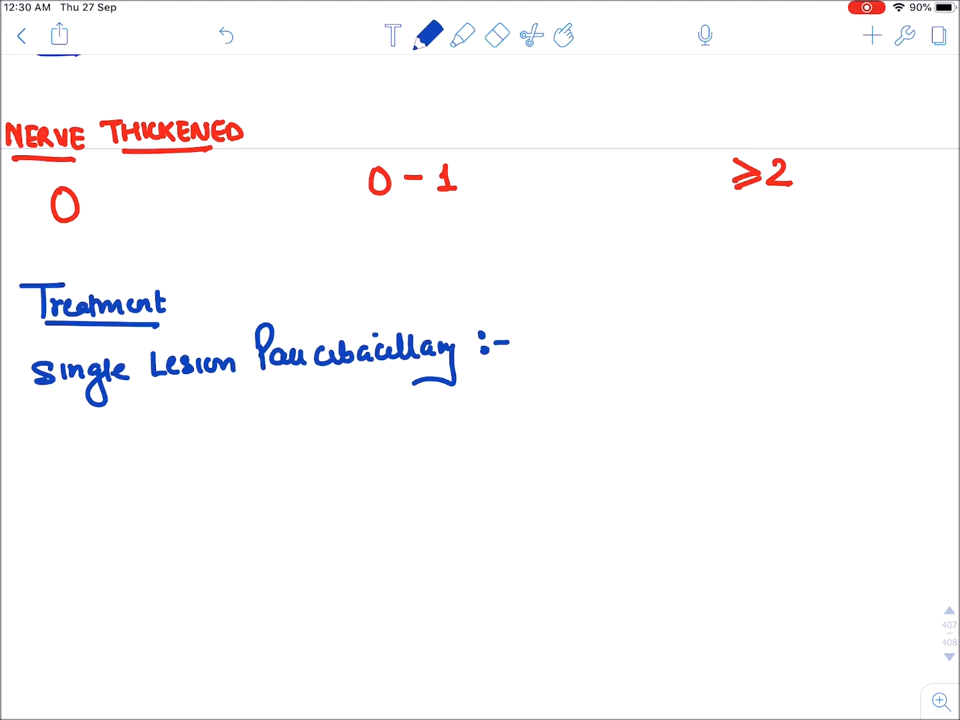 12:30 AM Thu 27 Sep 90%
T
NERVE THICKENED
0 0 - 1 ⩾2
Treatment
Single Lesion Paucibacillary :-
407
408